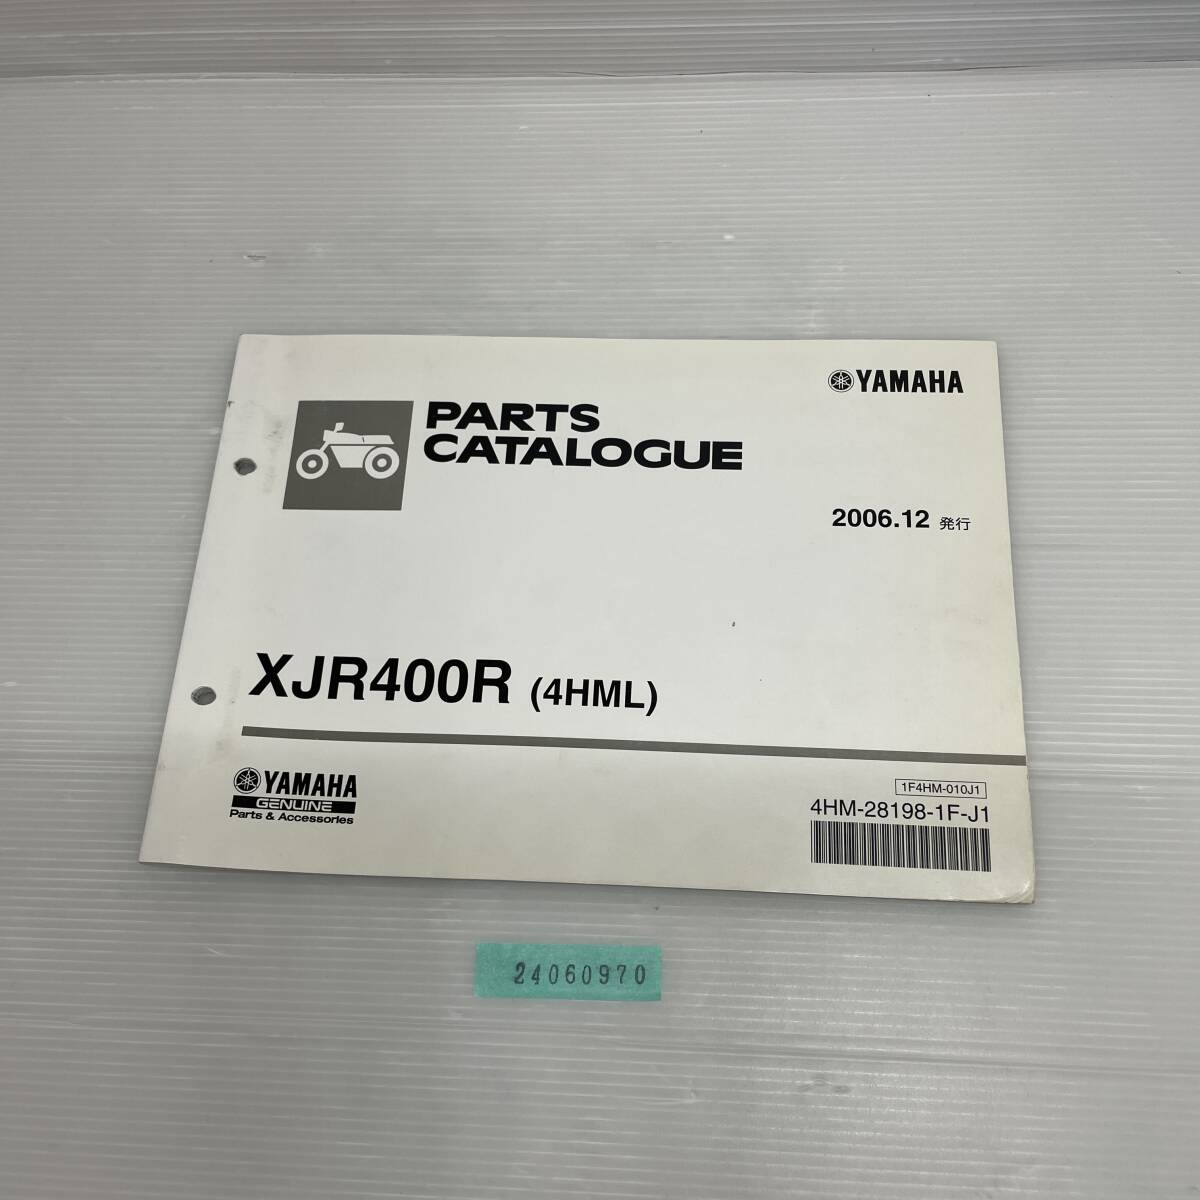 YAMAHA
PARTS
CATALOGUE
2006.12 発行
XJR400R (4HML)
YAMAHA
GENUINE
Parts & Accessories
1F4HM-010J1
4HM-28198-1F-J1
24060970